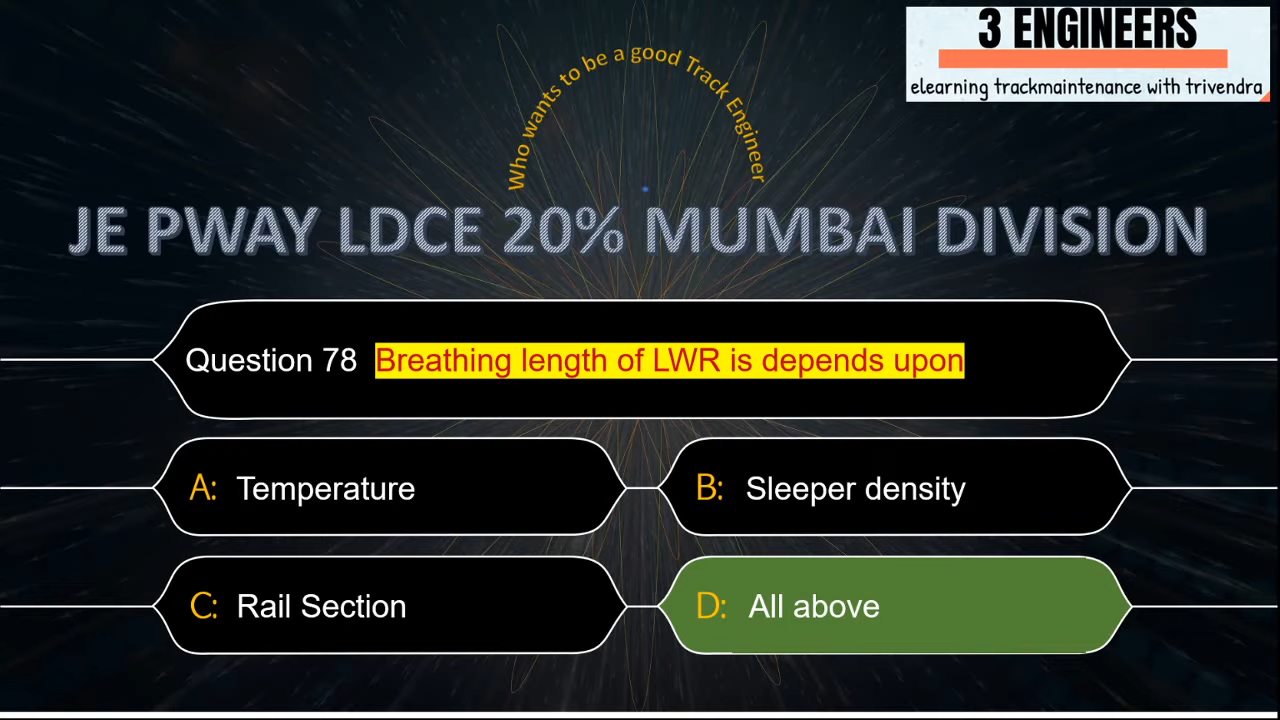 3 ENGINEERS
elearning trackmaintenance with trivendra
Who wants to be a good Track Engineer
JE PWAY LDCE 20% MUMBAI DIVISION
Question 78 Breathing length of LWR is depends upon
A: Temperature
B: Sleeper density
C: Rail Section
D: All above